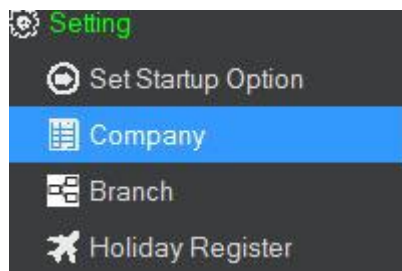 Setting
Set Startup Option
Company
Branch
Holiday Register